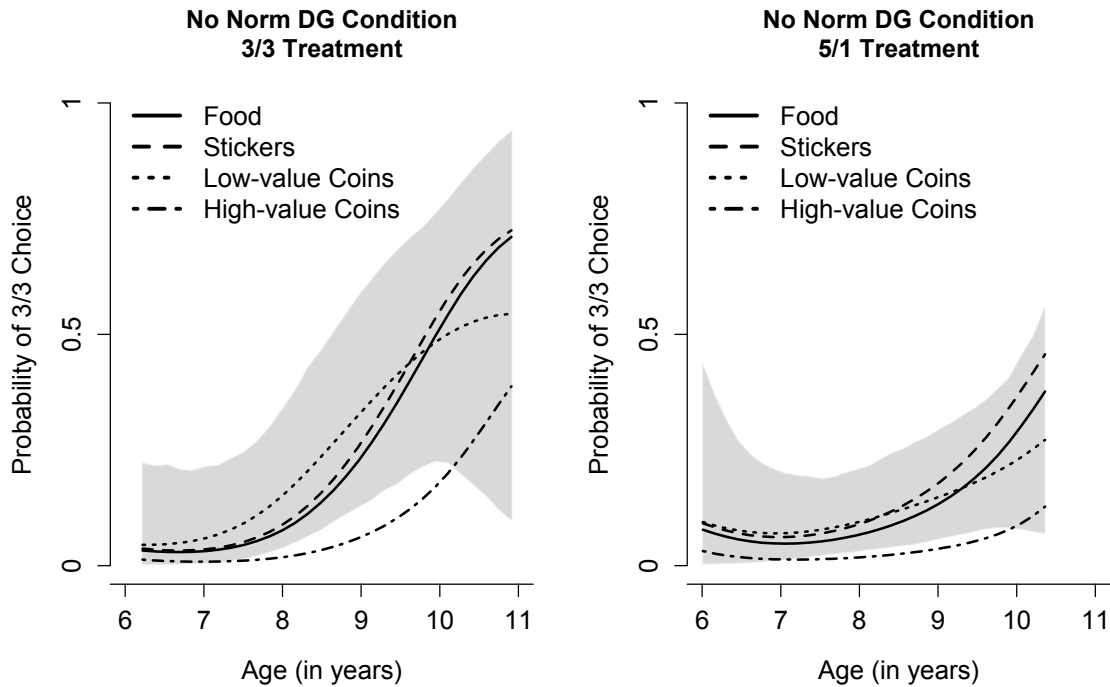 No Norm DG Condition
3/3 Treatment
Food
Stickers
Low-value Coins
High-value Coins
Probability of 3/3 Choice
1
0.5
0
6 7 8 9 10 11
Age (in years)
No Norm DG Condition
5/1 Treatment
Food
Stickers
Low-value Coins
High-value Coins
Probability of 3/3 Choice
1
0.5
0
6 7 8 9 10 11
Age (in years)